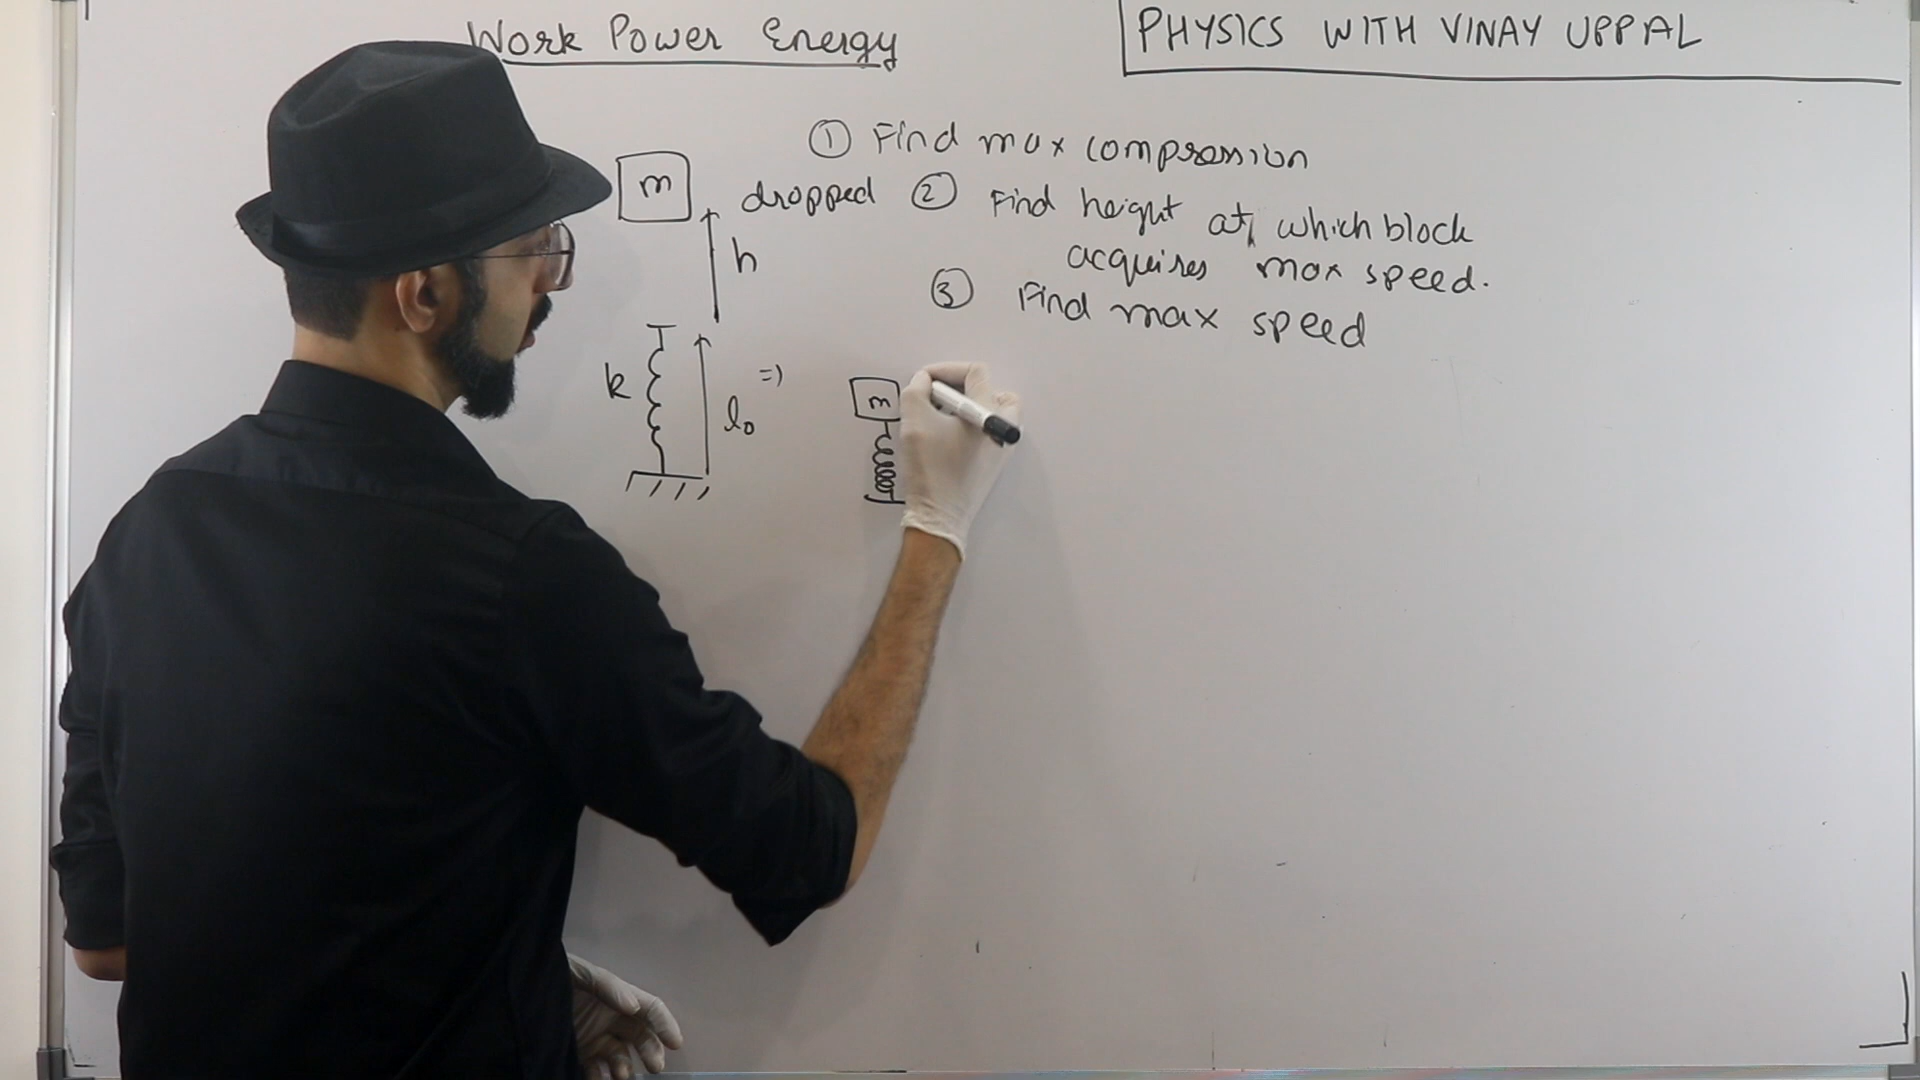 Work Power Energy
PHYSICS WITH VINAY UPPAL
① Find max compression
m
dropped
② Find height at which block
acquires max speed.
h
③ Find max speed
k
l₀
=)
m